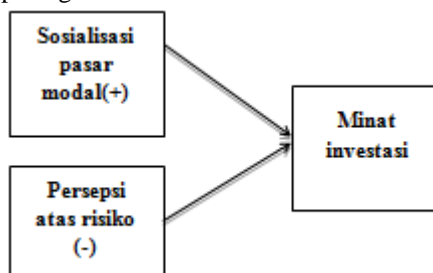 Sosialisasi
pasar
modal(+)
Minat
investasi
Persepsi
atas risiko
(-)